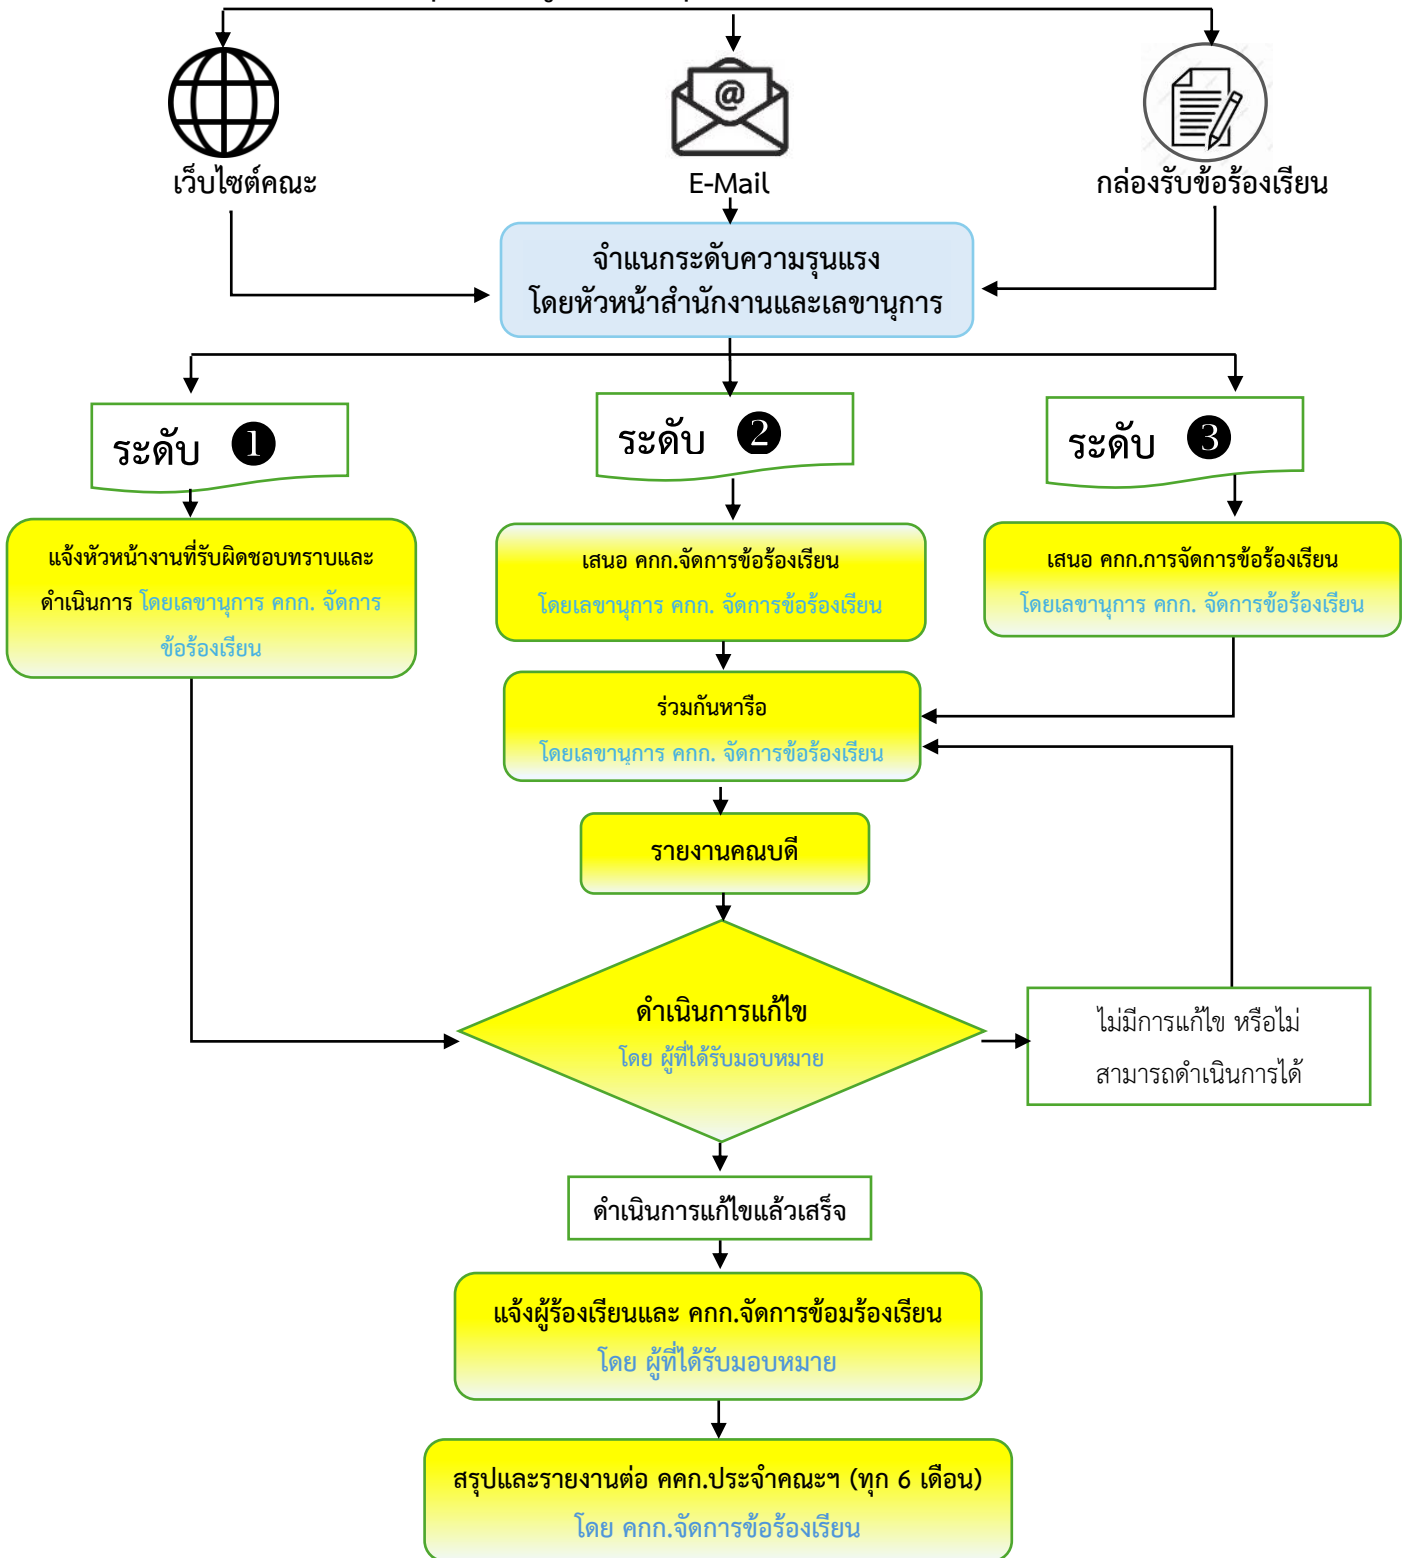 เว็บไซต์คณะ
E-Mail
กล่องรับข้อร้องเรียน
จำแนกระดับความรุนแรง
โดยหัวหน้าสำนักงานและเลขานุการ
ระดับ ❶
ระดับ ❷
ระดับ ❸
แจ้งหัวหน้างานที่รับผิดชอบทราบและ
ดำเนินการ โดยเลขานุการ คกก. จัดการ
ข้อร้องเรียน
เสนอ คกก.จัดการข้อร้องเรียน
โดยเลขานุการ คกก. จัดการข้อร้องเรียน
เสนอ คกก.การจัดการข้อร้องเรียน
โดยเลขานุการ คกก. จัดการข้อร้องเรียน
ร่วมกันหารือ
โดยเลขานุการ คกก. จัดการข้อร้องเรียน
รายงานคณบดี
ดำเนินการแก้ไข
โดย ผู้ที่ได้รับมอบหมาย
ไม่มีการแก้ไข หรือไม่
สามารถดำเนินการได้
ดำเนินการแก้ไขแล้วเสร็จ
แจ้งผู้ร้องเรียนและ คกก.จัดการข้อมร้องเรียน
โดย ผู้ที่ได้รับมอบหมาย
สรุปและรายงานต่อ คคก.ประจำคณะฯ (ทุก 6 เดือน)
โดย คกก.จัดการข้อร้องเรียน